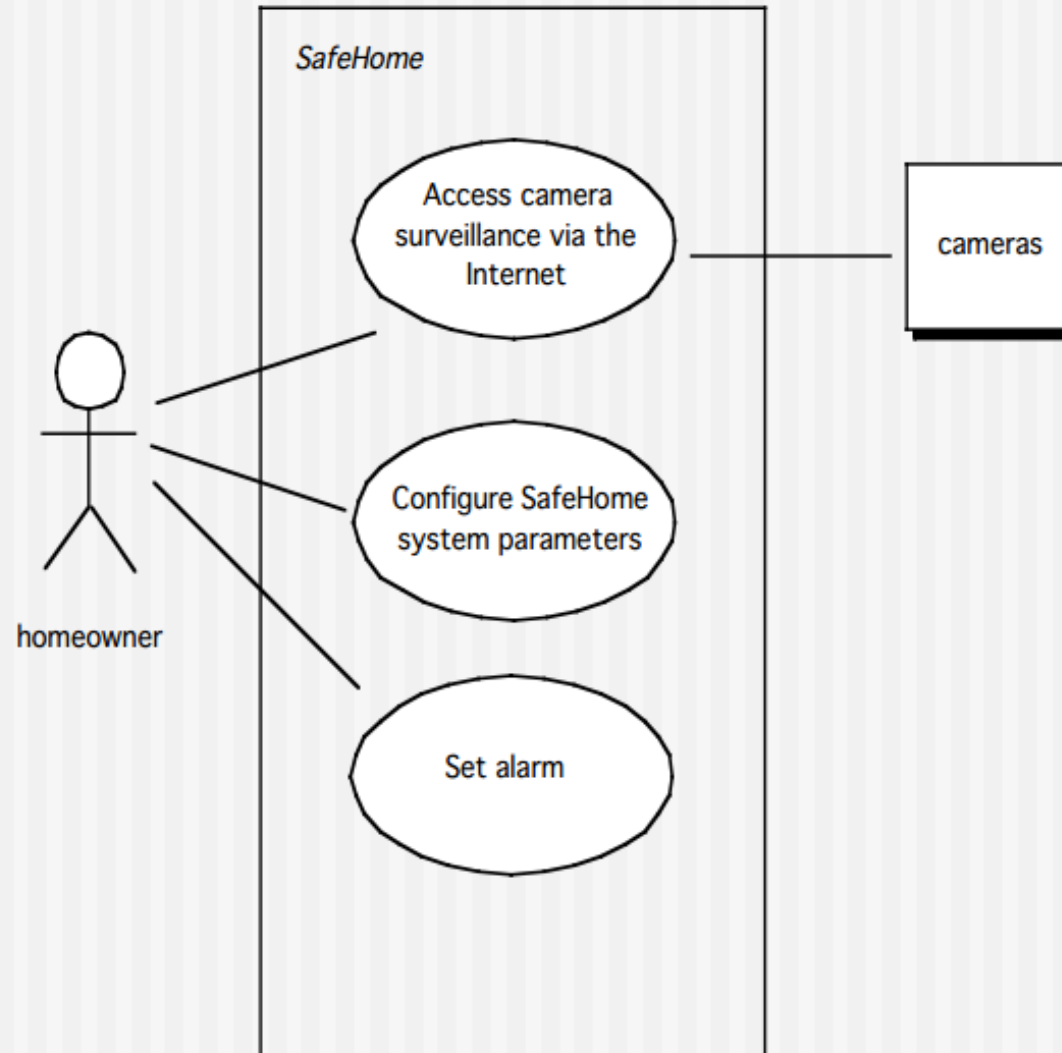 SafeHome
Access camera
surveillance via the
Internet
cameras
Configure SafeHome
system parameters
homeowner
Set alarm